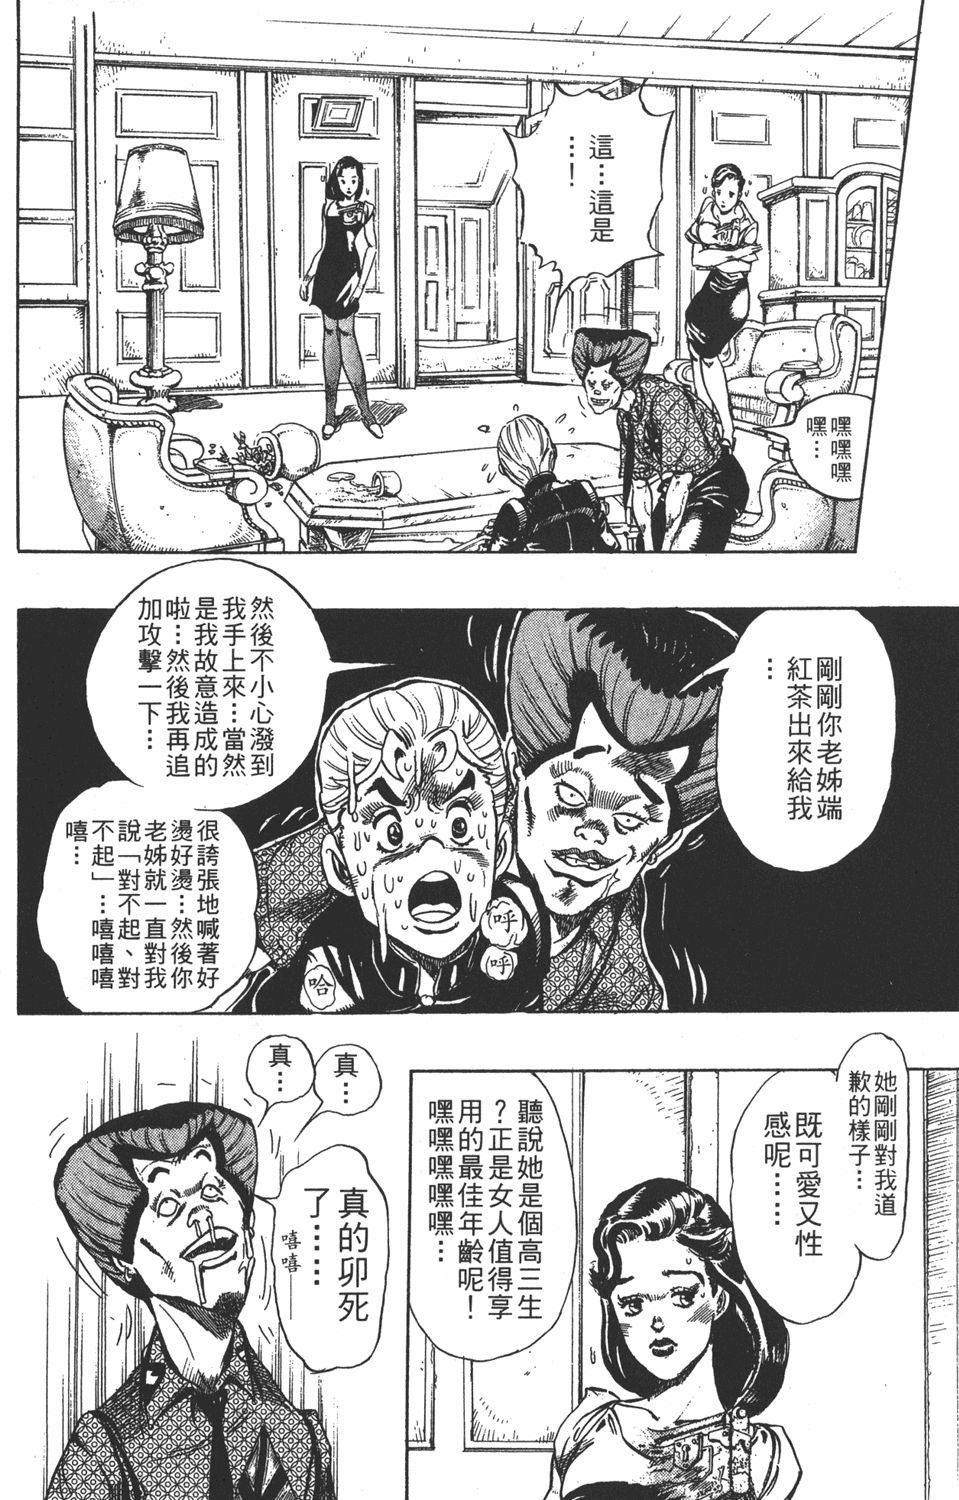 這…這是
…！
嘿嘿嘿
嘿…
剛剛你老姊端
紅茶出來給我
…
然後不小心潑到
我手上來…當然
是我故意造成的
啦…然後我再追
加攻擊一下…
很誇張地喊著好
燙好燙…然後你
老姊就一直對我
說「對不起、對
不起」…嘻嘻嘻
嘻…
呼
呼
哈
她剛剛對我道
歉的樣子…
既可愛又性
感呢……
聽說她是個高三生
？正是女人值得享
用的最佳年齡呢！
嘿嘿嘿嘿嘿…
真…
真…
真的卯死
了……
嘻嘻